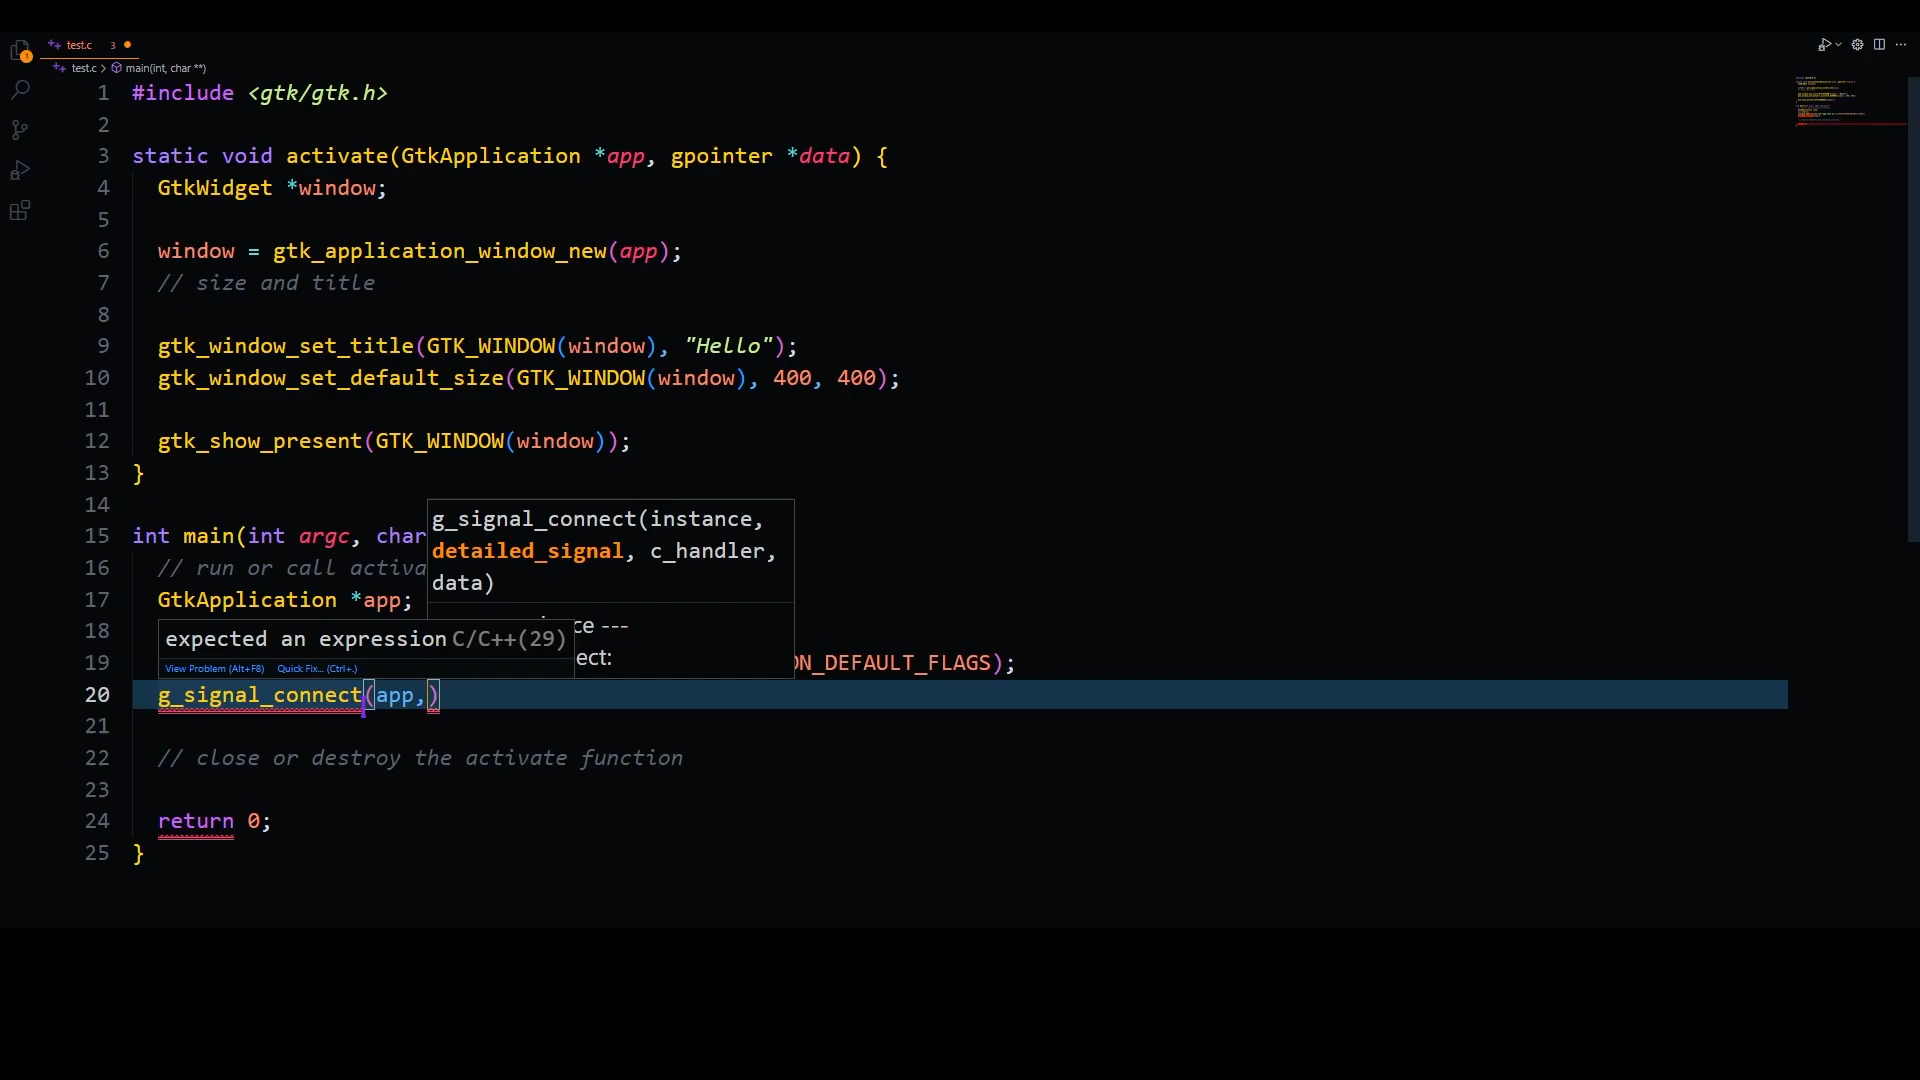 test.c 3
test.c > main(int, char **)
1 #include <gtk/gtk.h>
2
3 static void activate(GtkApplication *app, gpointer *data) {
4 GtkWidget *window;
5
6 window = gtk_application_window_new(app);
7 // size and title
8
9 gtk_window_set_title(GTK_WINDOW(window), "Hello");
10 gtk_window_set_default_size(GTK_WINDOW(window), 400, 400);
11
12 gtk_show_present(GTK_WINDOW(window));
13 }
14
g_signal_connect(instance,
detailed_signal, c_handler,
data)
ce ---
ect:
15 int main(int argc, char
16 // run or call activa
17 GtkApplication *app;
18
expected an expression C/C++(29)
View Problem (Alt+F8) Quick Fix... (Ctrl+.)
19 N_DEFAULT_FLAGS);
20 g_signal_connect(app,)
21
22 // close or destroy the activate function
23
24 return 0;
25 }